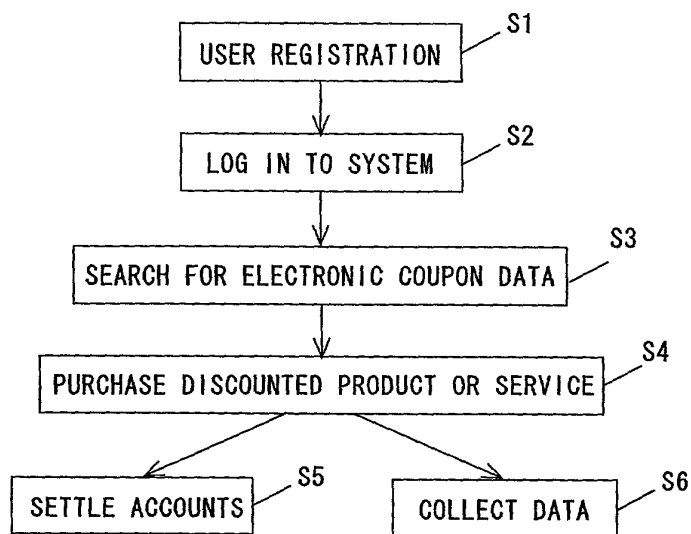 S1
USER REGISTRATION
S2
LOG IN TO SYSTEM
S3
SEARCH FOR ELECTRONIC COUPON DATA
S4
PURCHASE DISCOUNTED PRODUCT OR SERVICE
S5
SETTLE ACCOUNTS
S6
COLLECT DATA